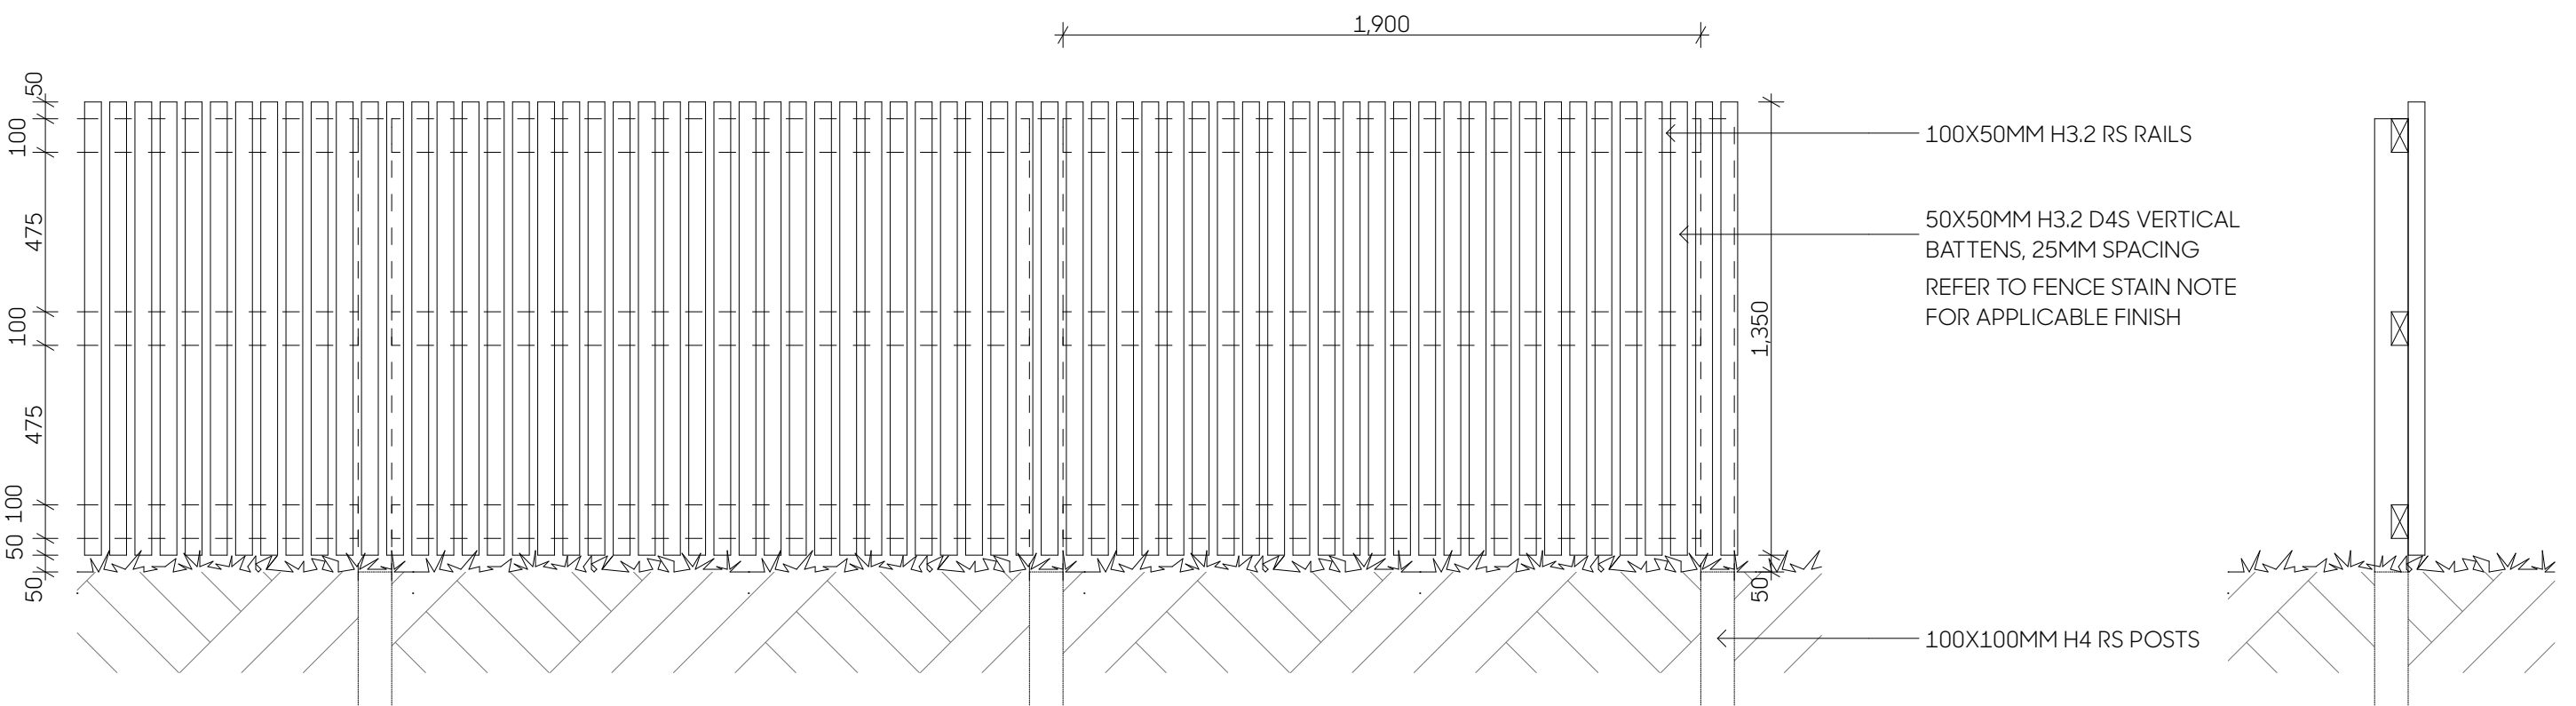 1,900
50
100
475
100
475
100
50
50
1,350
50
100X50MM H3.2 RS RAILS
50X50MM H3.2 D4S VERTICAL
BATTENS, 25MM SPACING
REFER TO FENCE STAIN NOTE
FOR APPLICABLE FINISH
100X100MM H4 RS POSTS